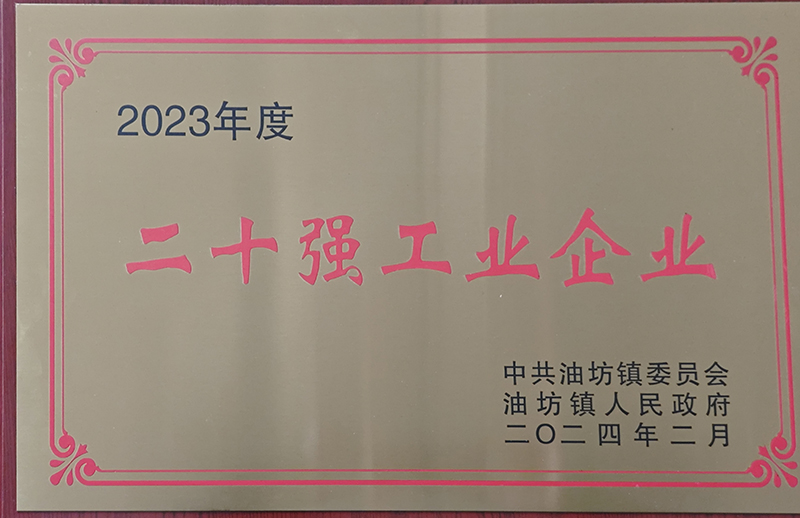 2023年度
二十强工业企业
中共油坊镇委员会
油坊镇人民政府
二〇二四年二月